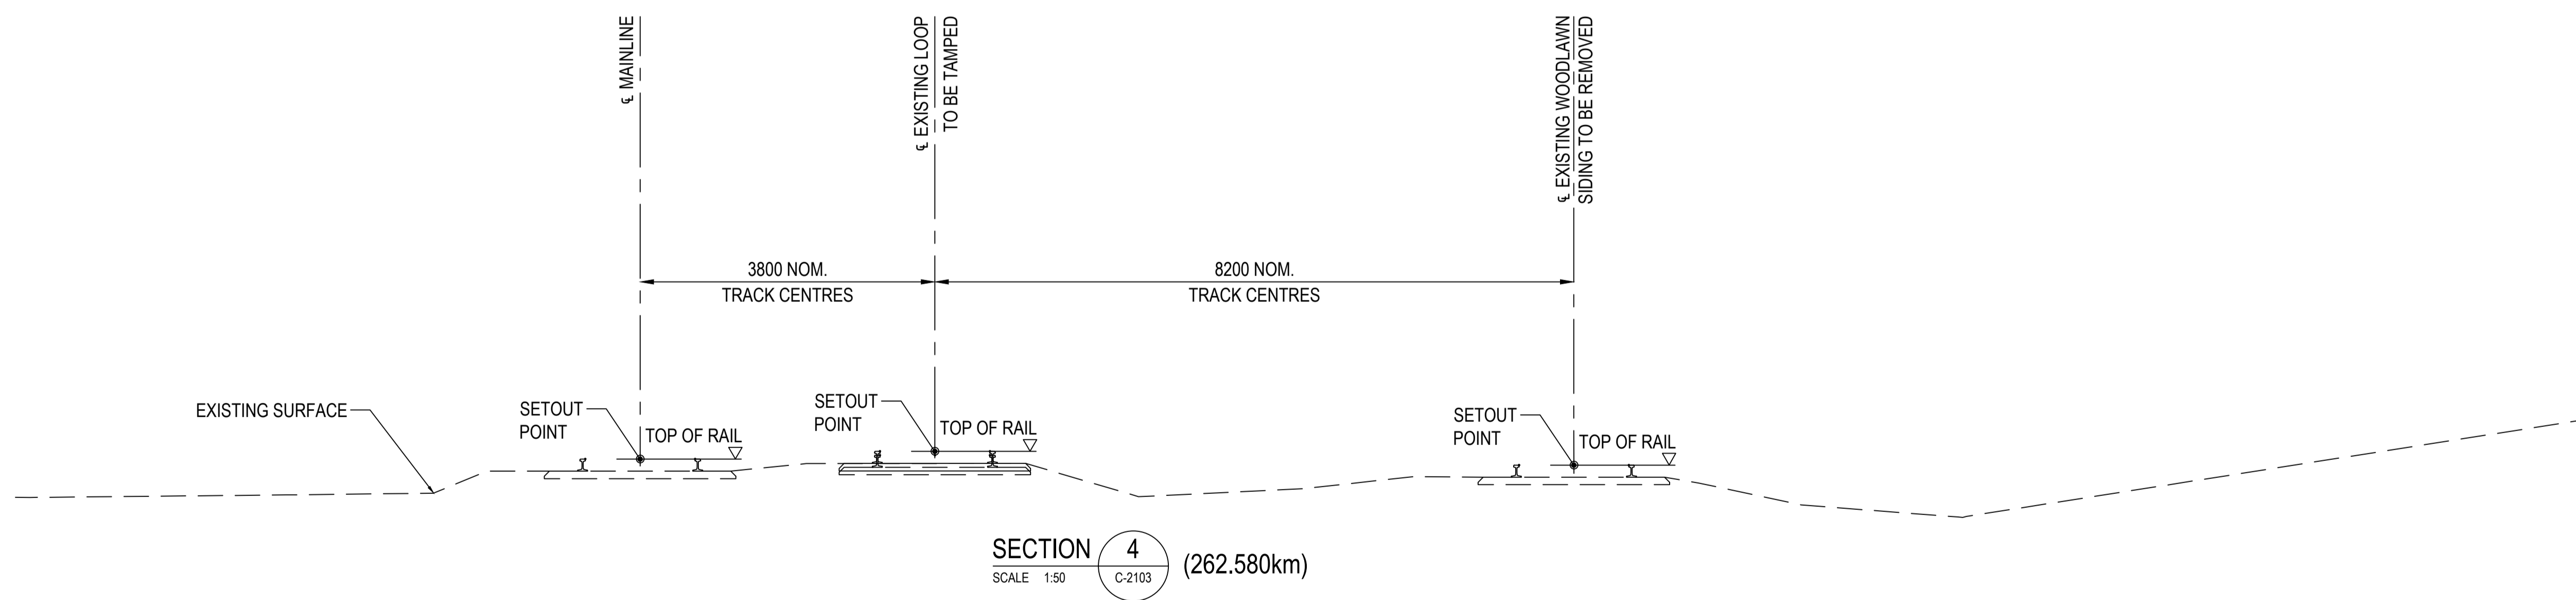 ℄ MAINLINE
℄ EXISTING LOOP
TO BE TAMPED
℄ EXISTING WOODLAWN
SIDING TO BE REMOVED
3800 NOM.
TRACK CENTRES
8200 NOM.
TRACK CENTRES
EXISTING SURFACE
SETOUT
POINT
TOP OF RAIL
SETOUT
POINT
TOP OF RAIL
SETOUT
POINT
TOP OF RAIL
SECTION 4 (262.580km)
SCALE 1:50 C-2103